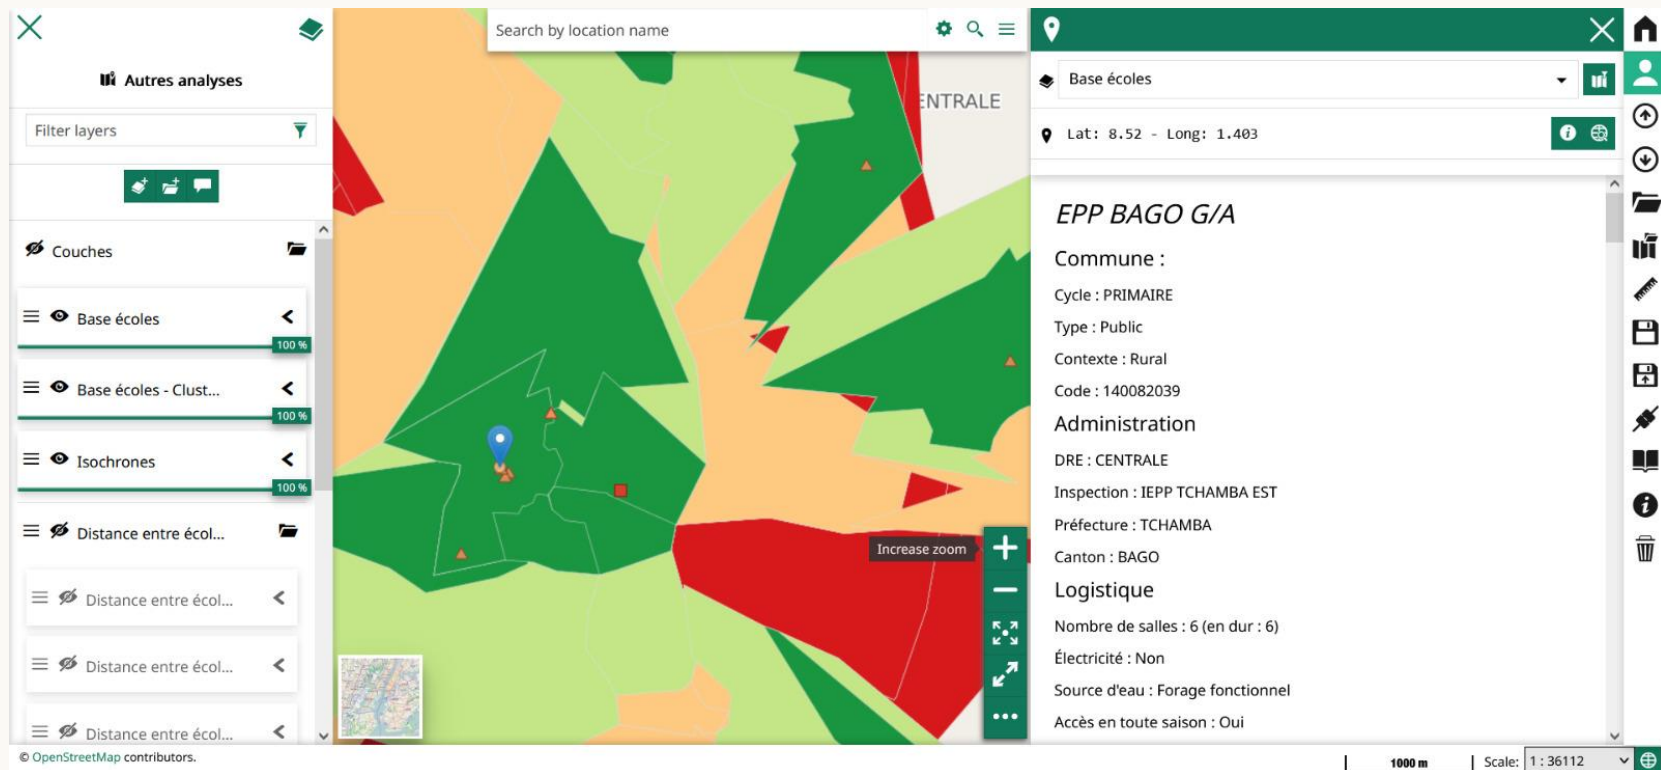 Autres analyses
Filter layers
Couches
Base écoles
100 %
Base écoles - Clust...
100 %
Isochrones
100 %
Distance entre écol...
Distance entre écol...
Distance entre écol...
Distance entre écol...
Search by location name
ENTRALE
Increase zoom
Base écoles
Lat: 8.52 - Long: 1.403
EPP BAGO G/A
Commune :
Cycle : PRIMAIRE
Type : Public
Contexte : Rural
Code : 140082039
Administration
DRE : CENTRALE
Inspection : IEPP TCHAMBA EST
Préfecture : TCHAMBA
Canton : BAGO
Logistique
Nombre de salles : 6 (en dur : 6)
Électricité : Non
Source d'eau : Forage fonctionnel
Accès en toute saison : Oui
© OpenStreetMap contributors.
1000 m
Scale: 1 : 36112